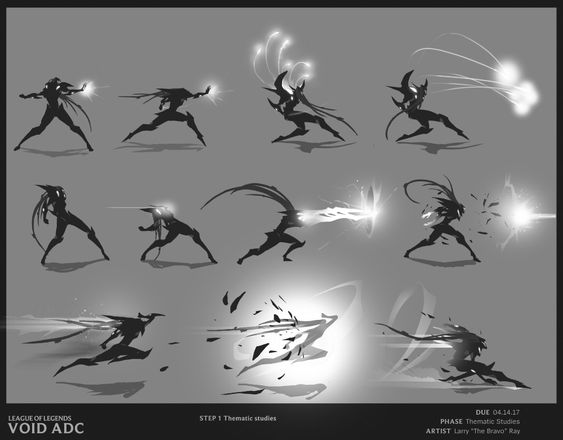 LEAGUE OF LEGENDS
VOID ADC
STEP 1 Thematic studies
DUE 04.14.17
PHASE Thematic Studies
ARTIST Larry "The Bravo" Ray